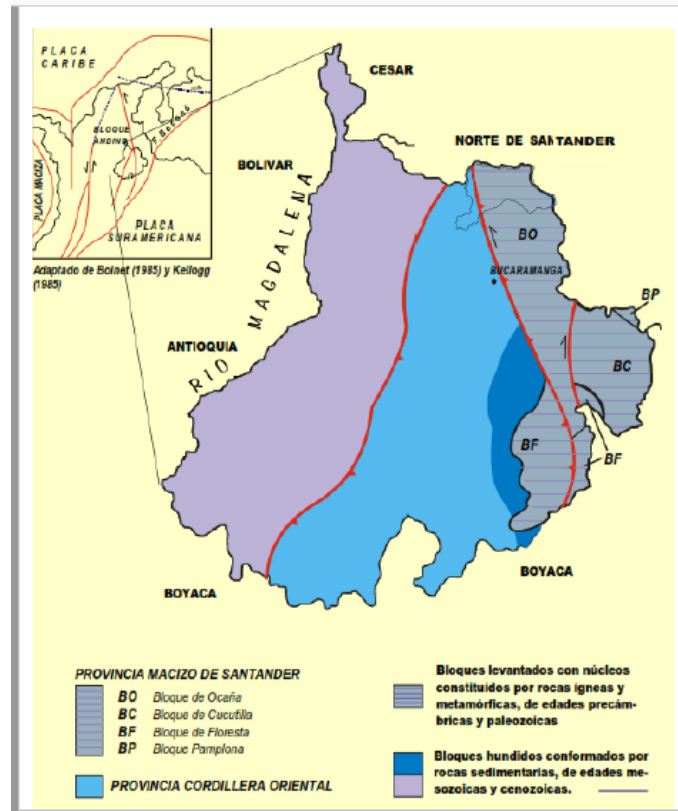 PLACA
CARIBE
BLOQUE
ANDINO
PLACA
SURAMERICANA
Adaptado de Boinet (1985) y Kellogg
(1985)
CESAR
NORTE DE SANTANDER
BOLIVAR
RIO MAGDALENA
ANTIOQUIA
BO
BUCARAMANGA
BP
BC
BF
BF
BOYACA
BOYACA
PROVINCIA MACIZO DE SANTANDER
BO Bloque de Ocaña
BC Bloque de Cucutilla
BF Bloque de Floresta
BP Bloque Pamplona
PROVINCIA CORDILLERA ORIENTAL
Bloques levantados con núcleos
constituidos por rocas ígneas y
metamórficas, de edades precám-
bricas y paleozoicas
Bloques hundidos conformados por
rocas sedimentarias, de edades me-
sozoicas y cenozoicas.